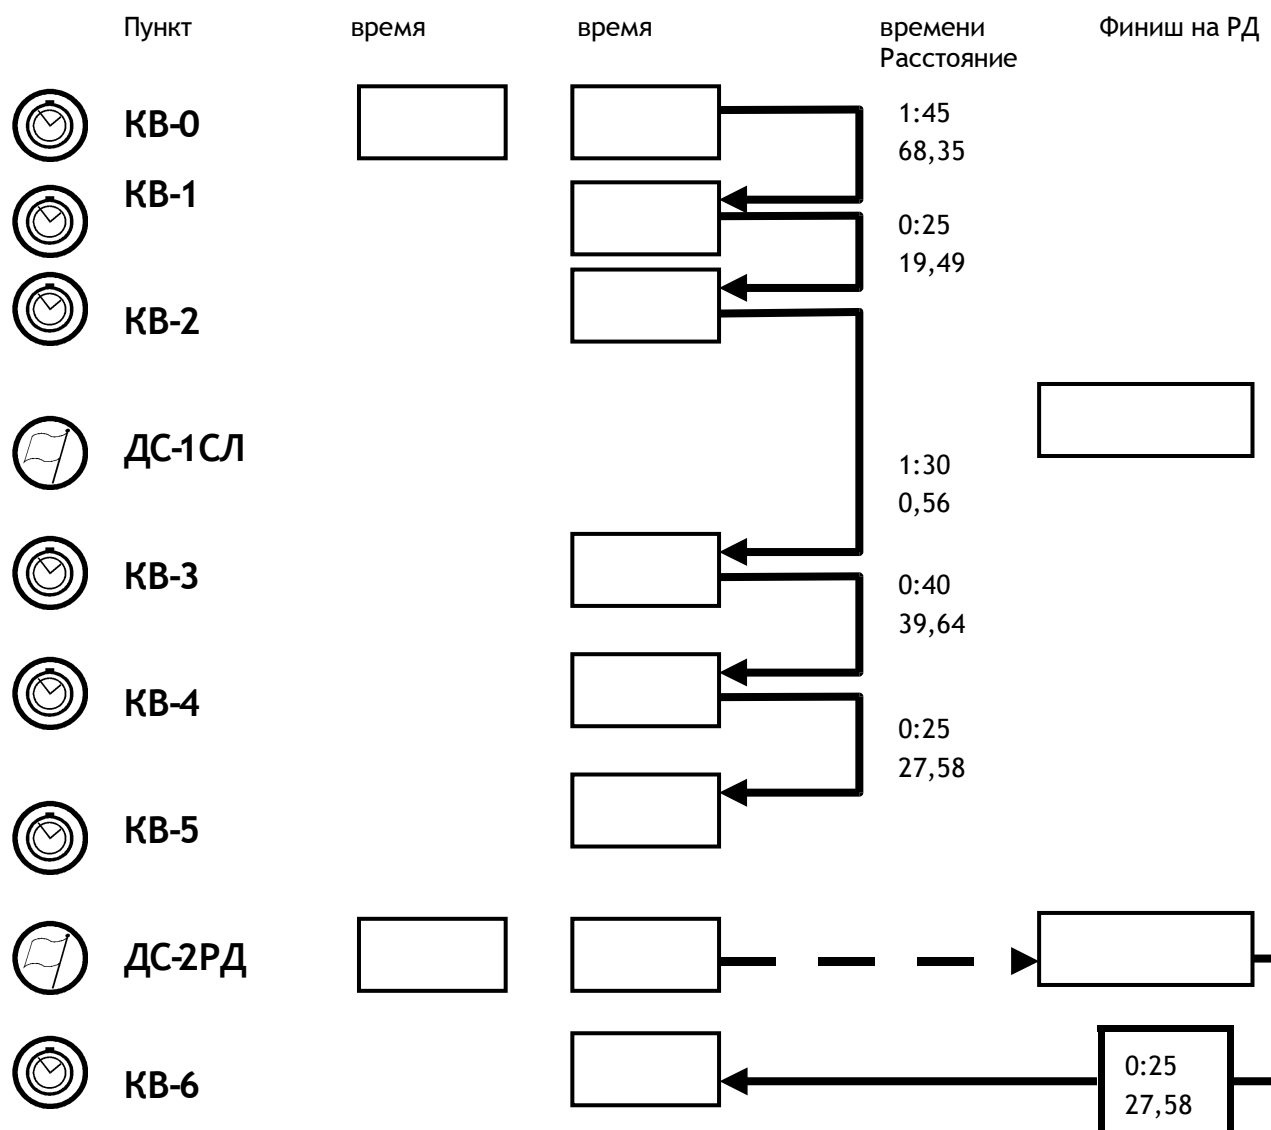 Пункт время время времени Финиш на РД
Расстояние
КВ-0
1:45
68,35
КВ-1
0:25
19,49
КВ-2
ДС-1СЛ
1:30
0,56
КВ-3
0:40
39,64
КВ-4
0:25
27,58
КВ-5
ДС-2РД
КВ-6
0:25
27,58